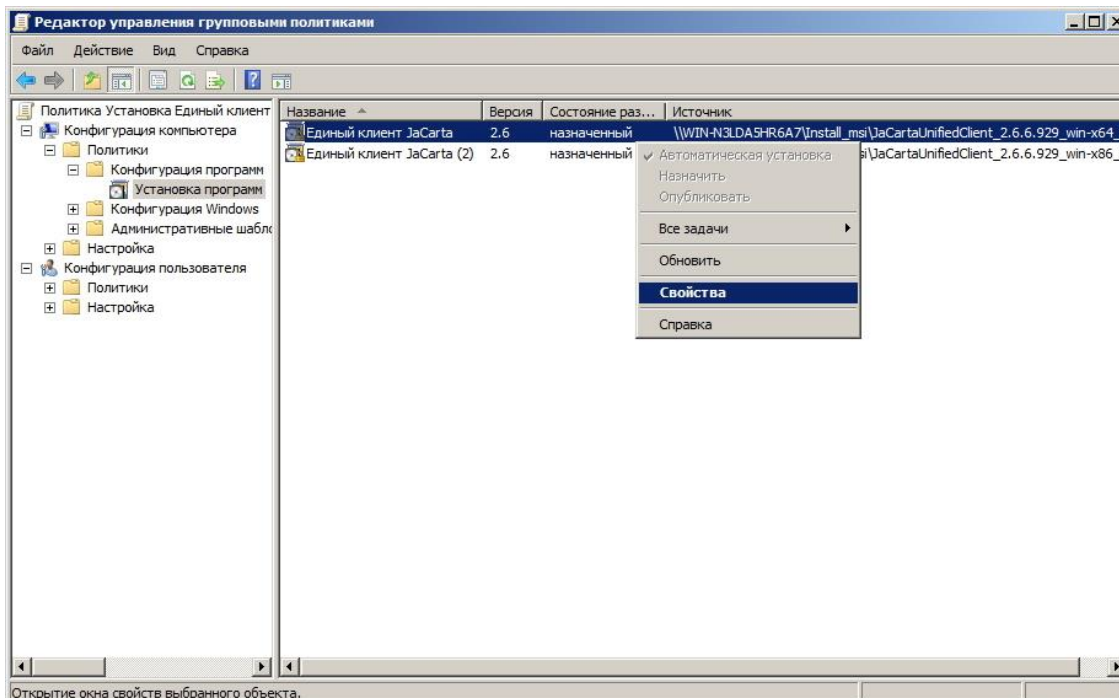 Редактор управления групповыми политиками
Файл Действие Вид Справка
Политика Установка Единый клиент
Конфигурация компьютера
Политики
Конфигурация программ
Установка программ
Конфигурация Windows
Административные шабло
Настройка
Конфигурация пользователя
Политики
Настройка
Название Версия Состояние раз... Источник
Единый клиент JaCarta 2.6 назначенный \\WIN-N3LDA5HR6A7\Install_msi\JaCartaUnifiedClient_2.6.6.929_win-x64_
Единый клиент JaCarta (2) 2.6 назначенный si\JaCartaUnifiedClient_2.6.6.929_win-x86_
Автоматическая установка
Назначить
Опубликовать
Все задачи
Обновить
Свойства
Справка
Открытие окна свойств выбранного объекта.